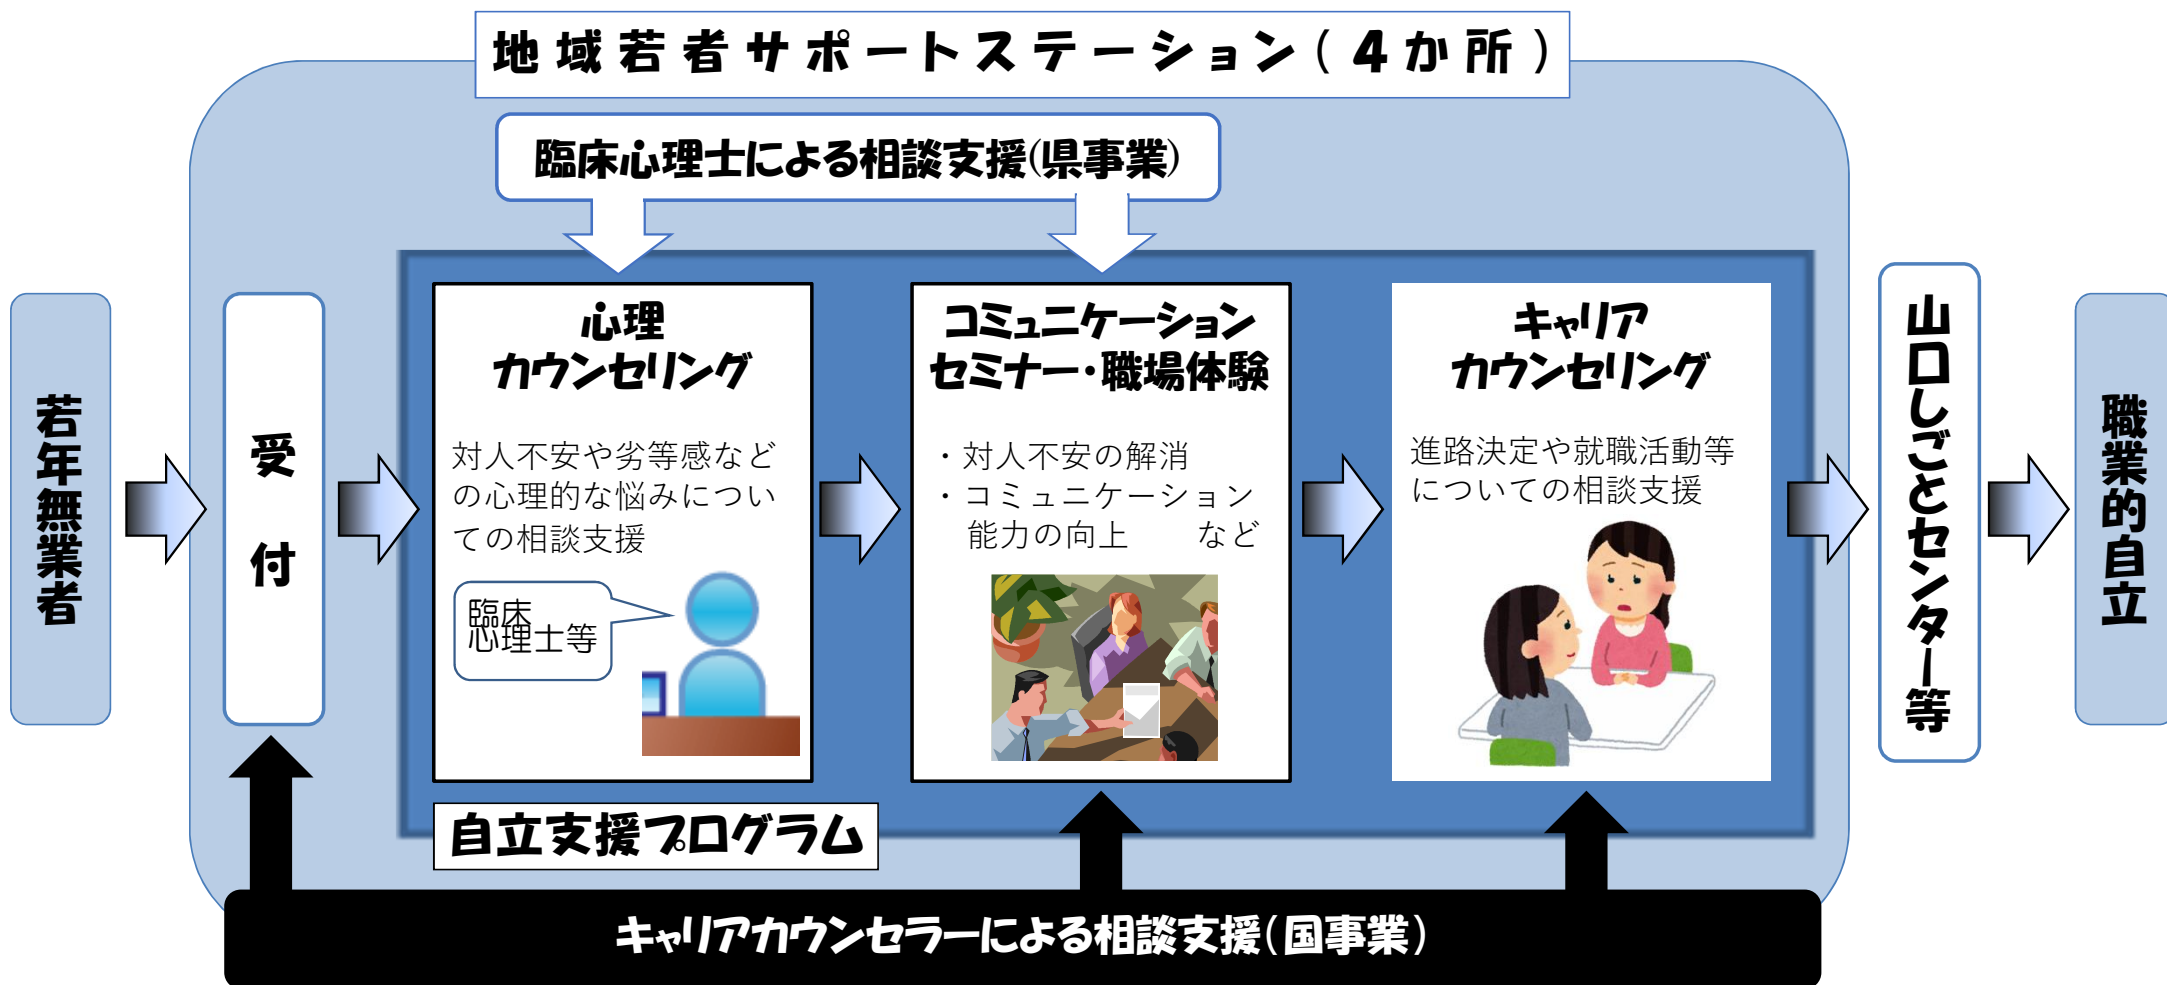 地域若者サポートステーション(4か所)
臨床心理士による相談支援(県事業)
若年無業者
受付
心理
カウンセリング
対人不安や劣等感など
の心理的な悩みについ
ての相談支援
臨床
心理士等
コミュニケーション
セミナー・職場体験
・対人不安の解消
・コミュニケーション
能力の向上 など
キャリア
カウンセリング
進路決定や就職活動等
についての相談支援
山口しごとセンター等
職業的自立
自立支援プログラム
キャリアカウンセラーによる相談支援(国事業)